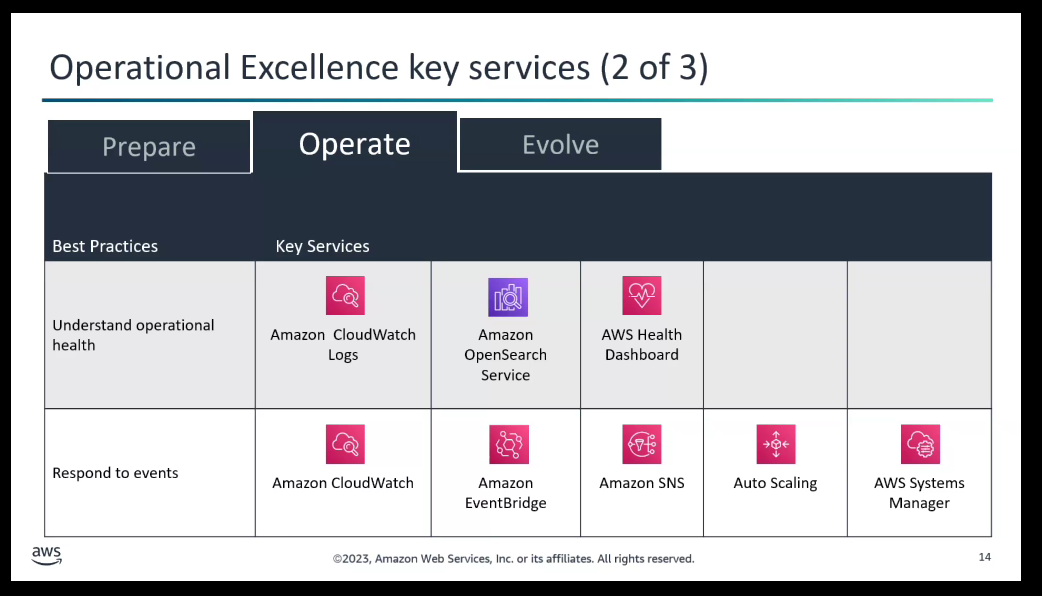 Operational Excellence key services (2 of 3)
Prepare
Operate
Evolve
Best Practices
Key Services
Understand operational
health
Amazon CloudWatch
Logs
Amazon
OpenSearch
Service
AWS Health
Dashboard
Respond to events
Amazon CloudWatch
Amazon
EventBridge
Amazon SNS
Auto Scaling
AWS Systems
Manager
aws
©2023, Amazon Web Services, Inc. or its affiliates. All rights reserved.
14